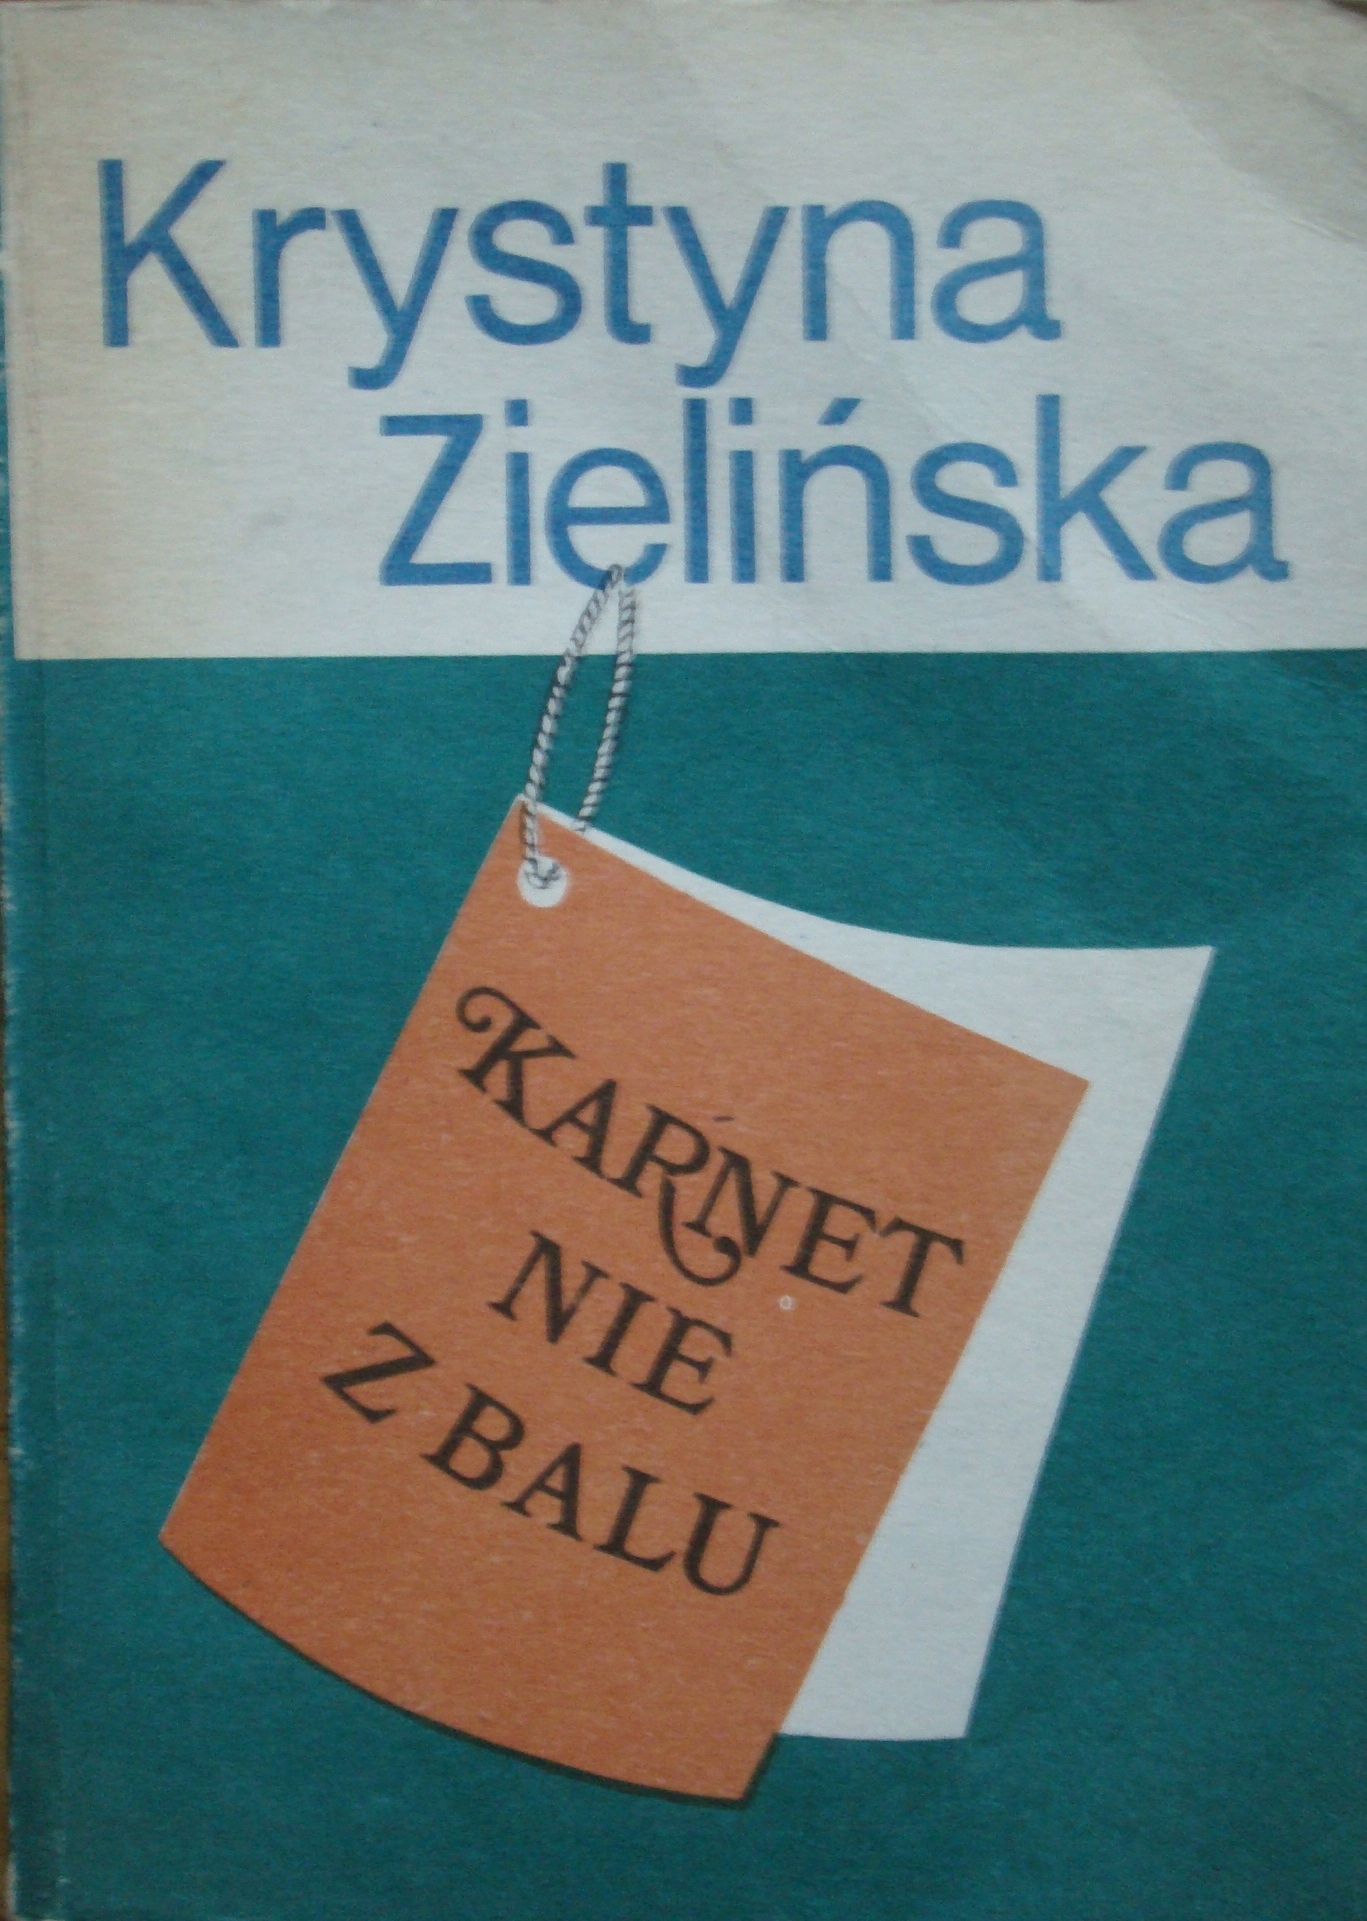 Krystyna
Zielińska
KARNET
NIE
Z BALU